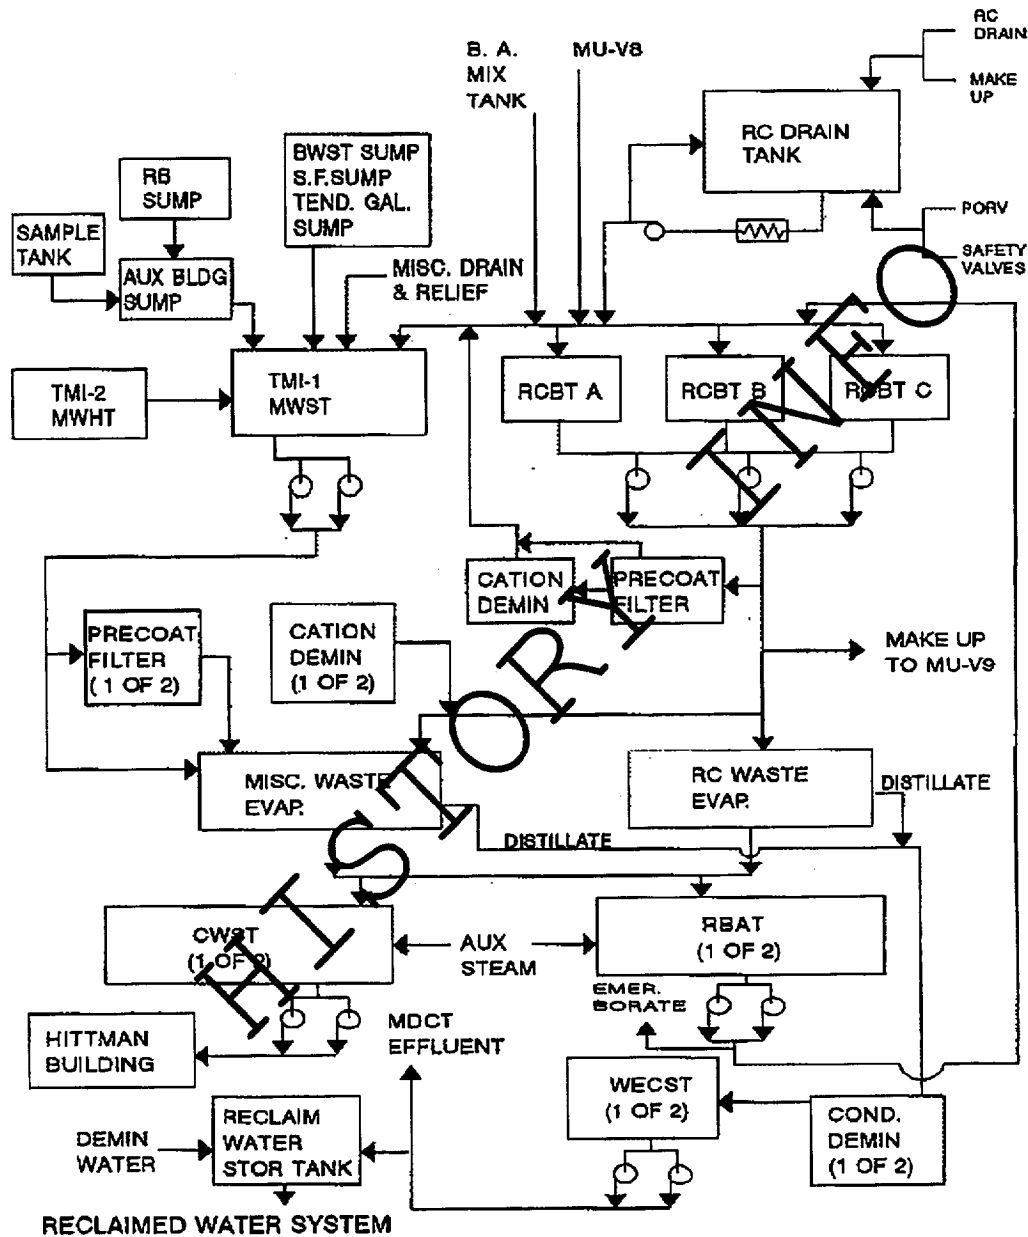 RC
DRAIN
MAKE
UP
B. A.
MIX
TANK
MU-V8
RC DRAIN
TANK
BWST SUMP
S.F.SUMP
TEND. GAL.
SUMP
RB
SUMP
SAMPLE
TANK
AUX BLDG
SUMP
MISC. DRAIN
& RELIEF
PORV
SAFETY
VALVES
TMI-2
MWHT
TMI-1
MWST
RCBT A
RCBT B
RCBT C
CATION
DEMIN
PRECOAT
FILTER
PRECOAT
FILTER
( 1 OF 2)
CATION
DEMIN
(1 OF 2)
MAKE UP
TO MU-V9
MISC. WASTE
EVAP.
RC WASTE
EVAP.
DISTILLATE
DISTILLATE
CWST
(1 OF 2)
AUX
STEAM
RBAT
(1 OF 2)
EMER.
BORATE
HITTMAN
BUILDING
MDCT
EFFLUENT
WECST
(1 OF 2)
COND.
DEMIN
(1 OF 2)
DEMIN
WATER
RECLAIM
WATER
STOR TANK
RECLAIMED WATER SYSTEM
HISTORY INFO